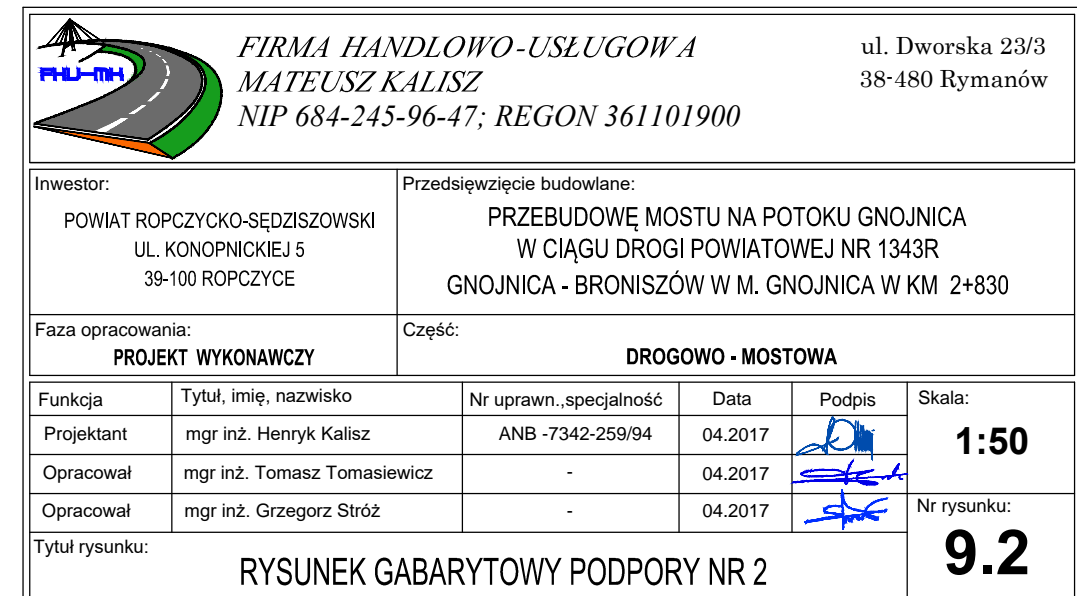 PHU-MK
FIRMA HANDLOWO-USŁUGOWA
MATEUSZ KALISZ
NIP 684-245-96-47; REGON 361101900
ul. Dworska 23/3
38-480 Rymanów
Inwestor:
POWIAT ROPCZYCKO-SĘDZISZOWSKI
UL. KONOPNICKIEJ 5
39-100 ROPCZYCE
Przedsięwzięcie budowlane:
PRZEBUDOWĘ MOSTU NA POTOKU GNOJNICA
W CIĄGU DROGI POWIATOWEJ NR 1343R
GNOJNICA - BRONISZÓW W M. GNOJNICA W KM 2+830
Faza opracowania:
PROJEKT WYKONAWCZY
Część:
DROGOWO - MOSTOWA
Funkcja Tytuł, imię, nazwisko Nr uprawn.,specjalność Data Podpis
Projektant mgr inż. Henryk Kalisz ANB -7342-259/94 04.2017
Opracował mgr inż. Tomasz Tomasiewicz - 04.2017
Opracował mgr inż. Grzegorz Stróż - 04.2017
Skala:
1:50
Nr rysunku:
9.2
Tytuł rysunku:
RYSUNEK GABARYTOWY PODPORY NR 2